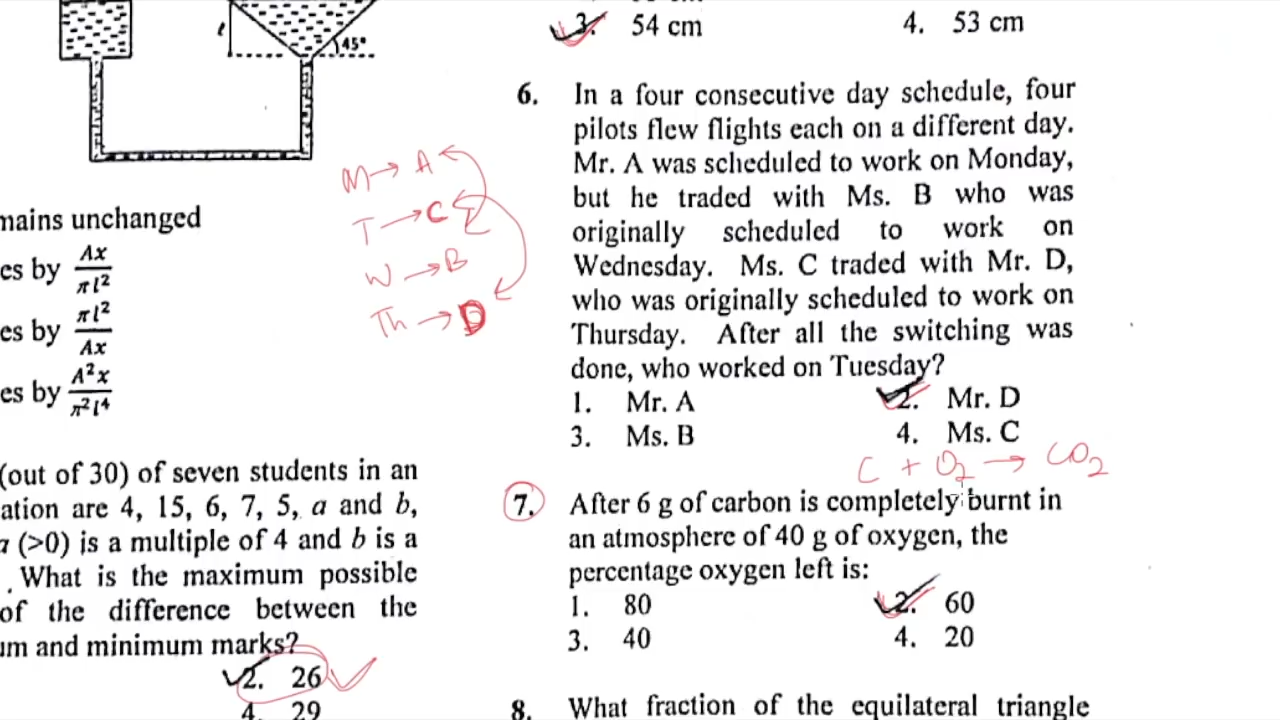 l
45°
mains unchanged
es by Ax/πl²
es by πl²/Ax
es by A²x/π²l⁴
(out of 30) of seven students in an
ation are 4, 15, 6, 7, 5, a and b,
a (>0) is a multiple of 4 and b is a
. What is the maximum possible
of the difference between the
um and minimum marks?
2. 26
4. 29
M → A
T → C
W → B
Th → D
3. 54 cm
4. 53 cm
6. In a four consecutive day schedule, four
pilots flew flights each on a different day.
Mr. A was scheduled to work on Monday,
but he traded with Ms. B who was
originally scheduled to work on
Wednesday. Ms. C traded with Mr. D,
who was originally scheduled to work on
Thursday. After all the switching was
done, who worked on Tuesday?
1. Mr. A
2. Mr. D
3. Ms. B
4. Ms. C
C + O₂ → CO₂
7. After 6 g of carbon is completely burnt in
an atmosphere of 40 g of oxygen, the
percentage oxygen left is:
1. 80
2. 60
3. 40
4. 20
8. What fraction of the equilateral triangle